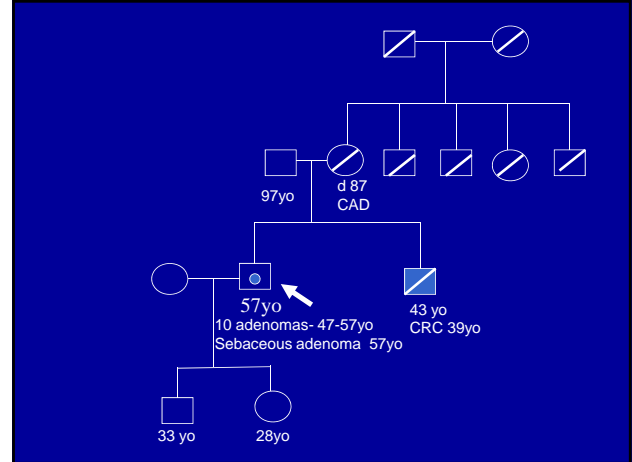 d 87
CAD
97yo
57yo
10 adenomas- 47-57yo
Sebaceous adenoma 57yo
43 yo
CRC 39yo
33 yo
28yo